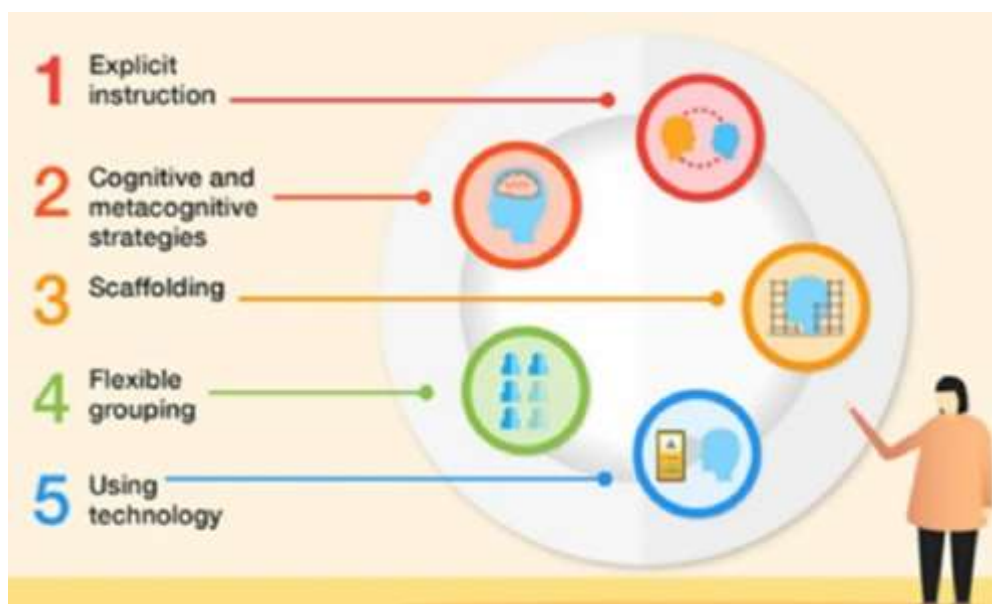 1 Explicit
instruction
2 Cognitive and
metacognitive
strategies
3 Scaffolding
4 Flexible
grouping
5 Using
technology